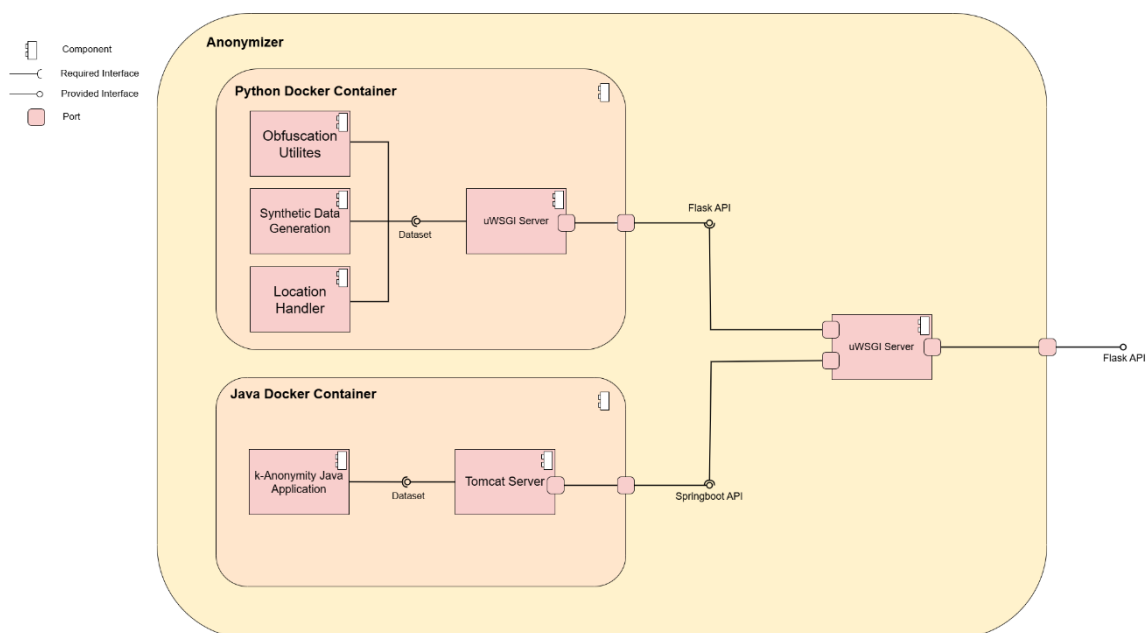 Anonymizer
Component
Required Interface
Provided Interface
Port
Python Docker Container
Obfuscation
Utilites
Synthetic Data
Generation
Location
Handler
Dataset
uWSGI Server
Flask API
uWSGI Server
Flask API
Java Docker Container
k-Anonymity Java
Application
Dataset
Tomcat Server
Springboot API